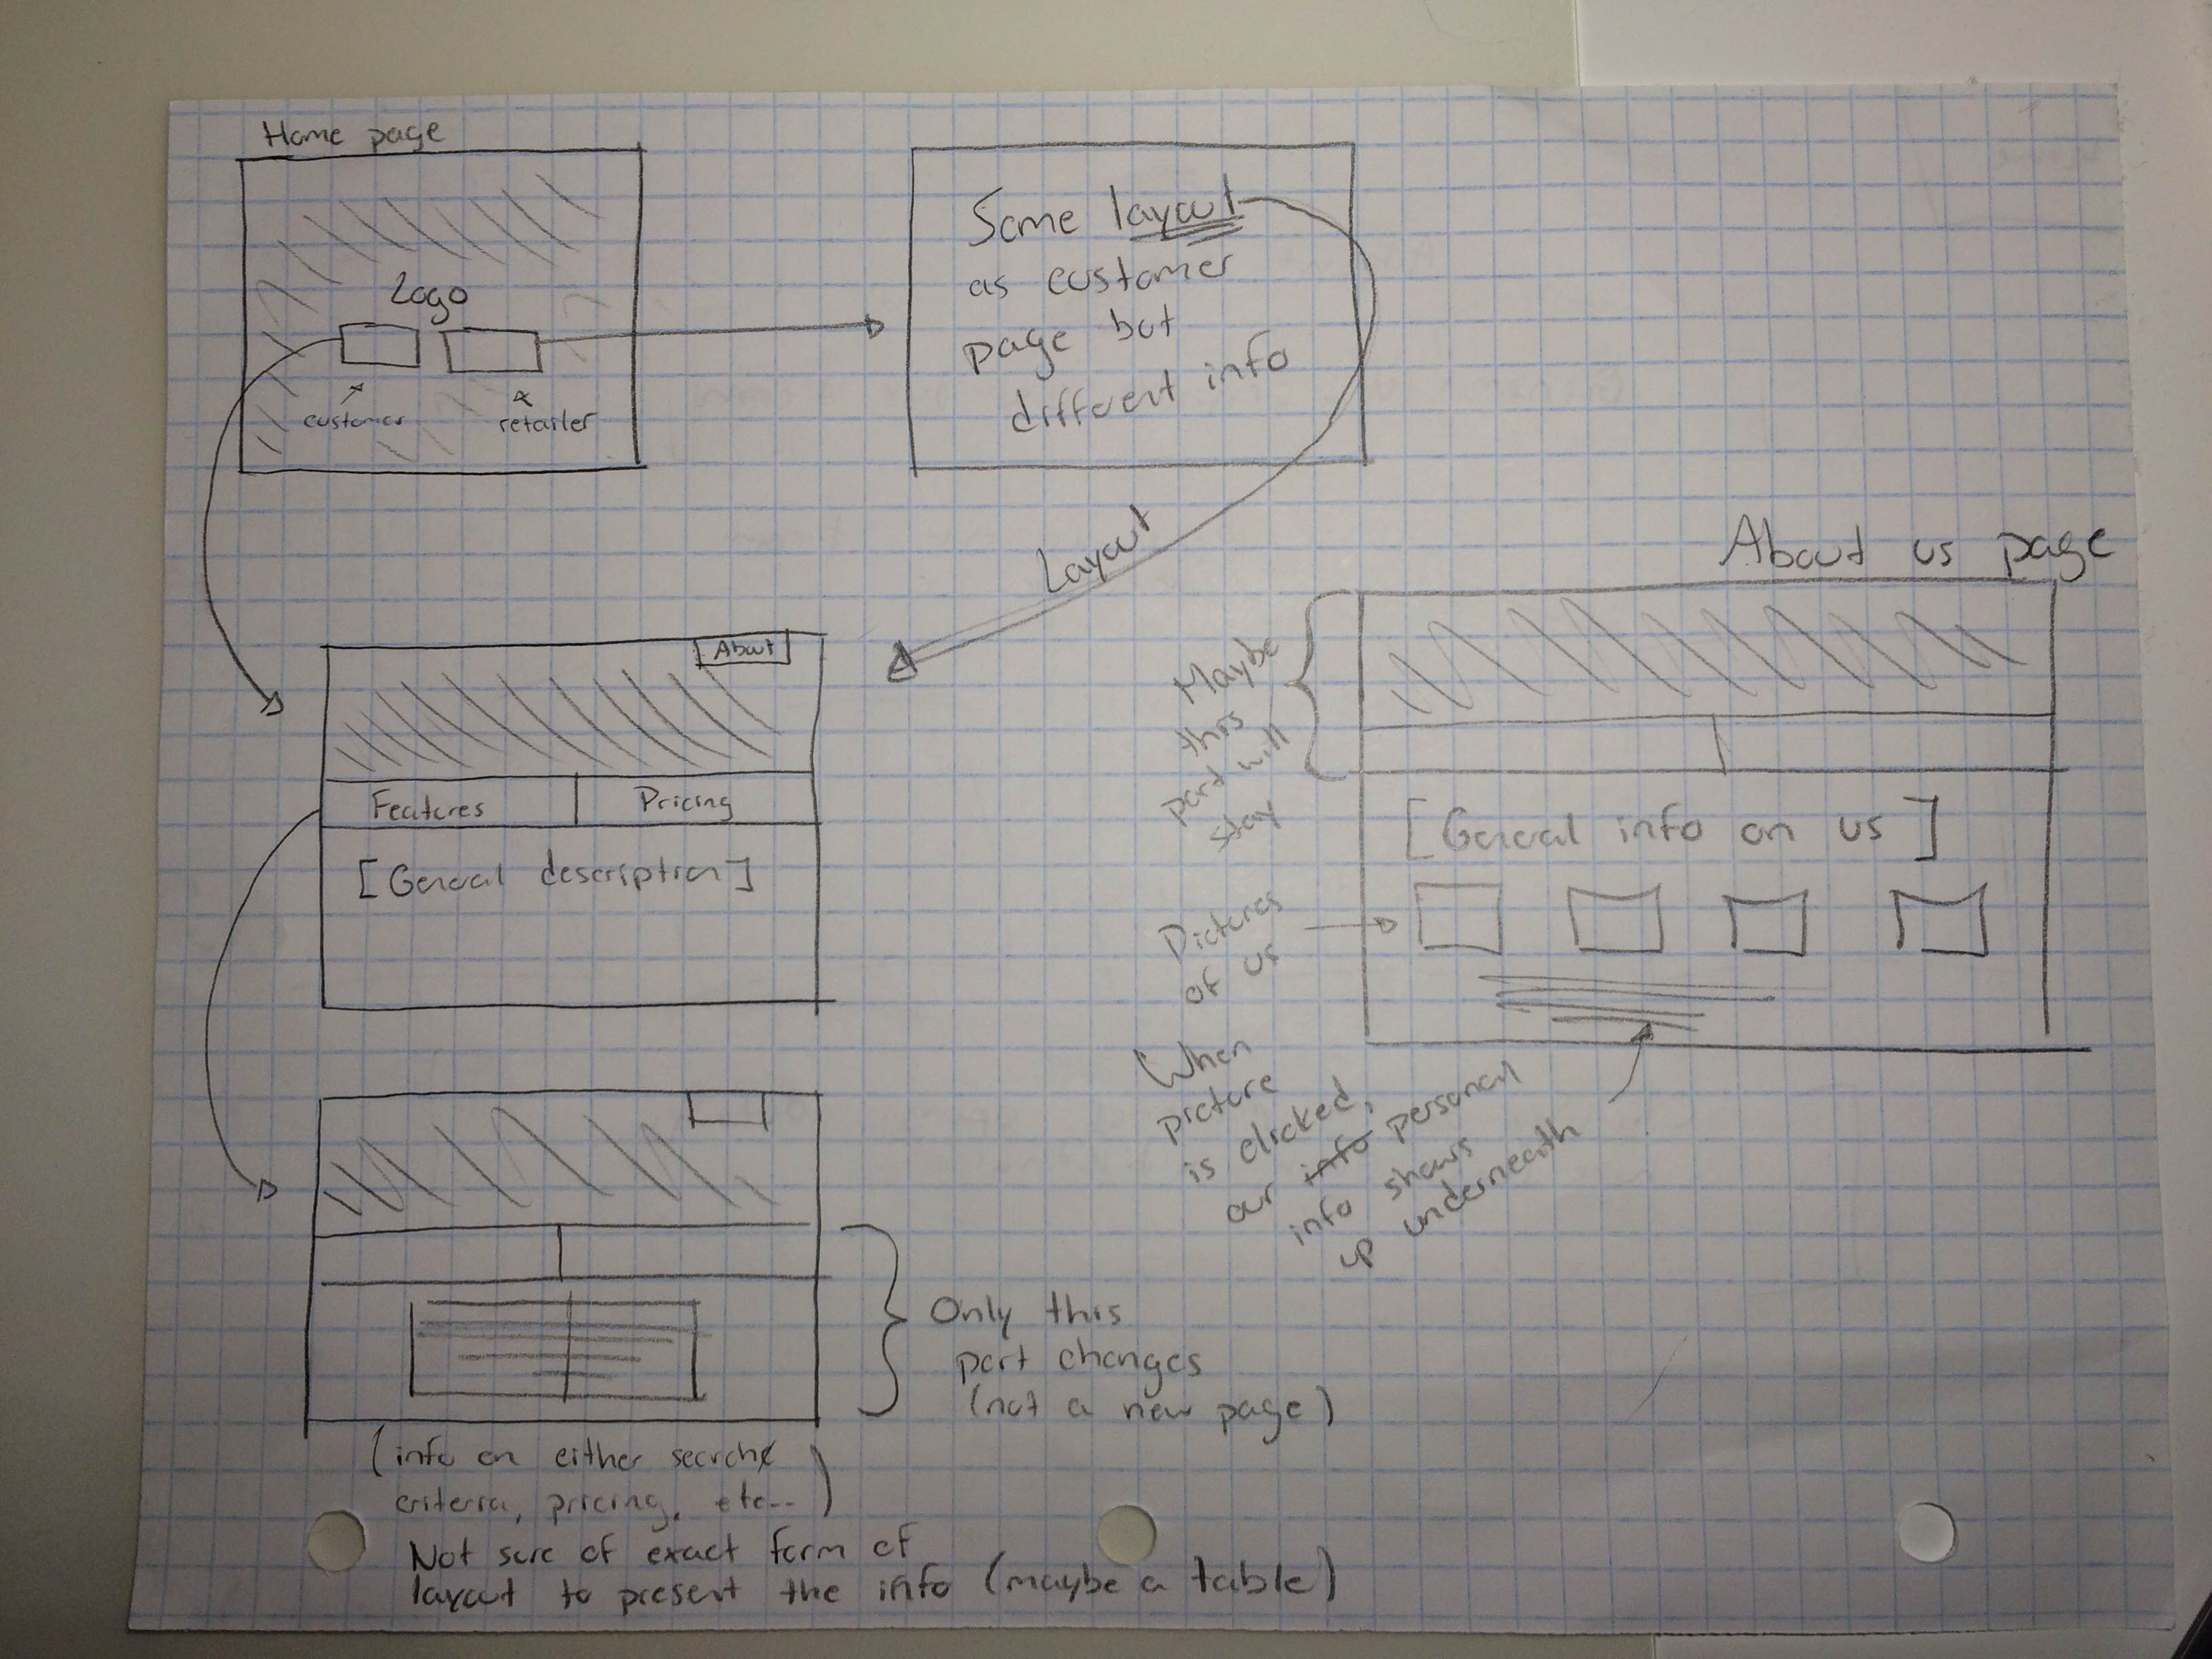 Home page
Logo
customer
retailer
Same layout
as customer
page but
different info
Layout
About
Features
Pricing
[General description]
Only this
part changes
(not a new page)
(info on either search
criteria, pricing, etc--)
Not sure of exact form of
layout to present the info (maybe a table)
About us page
Maybe
this
part will
stay
[General info on us]
Pictures
of us
(when
picture
is clicked, personal
our info shows
underneath